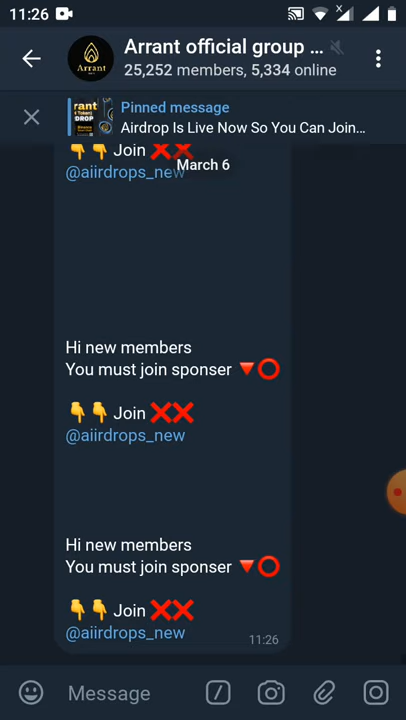 11:26
Arrant official group ...
25,252 members, 5,334 online
Arrant
Pinned message
Airdrop Is Live Now So You Can Join...
👇👇 Join ❌❌
March 6
@aiirdrops_new
Hi new members
You must join sponser 🔻⭕
👇👇 Join ❌❌
@aiirdrops_new
Hi new members
You must join sponser 🔻⭕
👇👇 Join ❌❌
@aiirdrops_new
11:26
Message